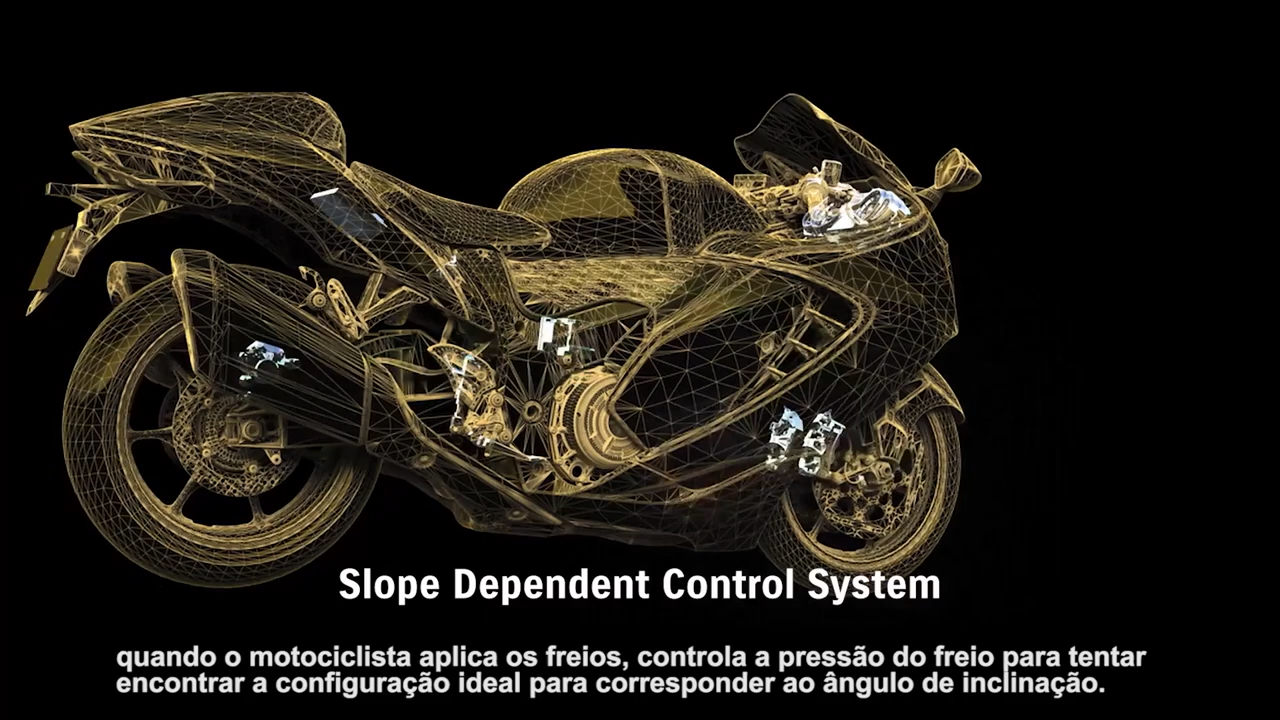 Slope Dependent Control System
quando o motociclista aplica os freios, controla a pressão do freio para tentar
encontrar a configuração ideal para corresponder ao ângulo de inclinação.